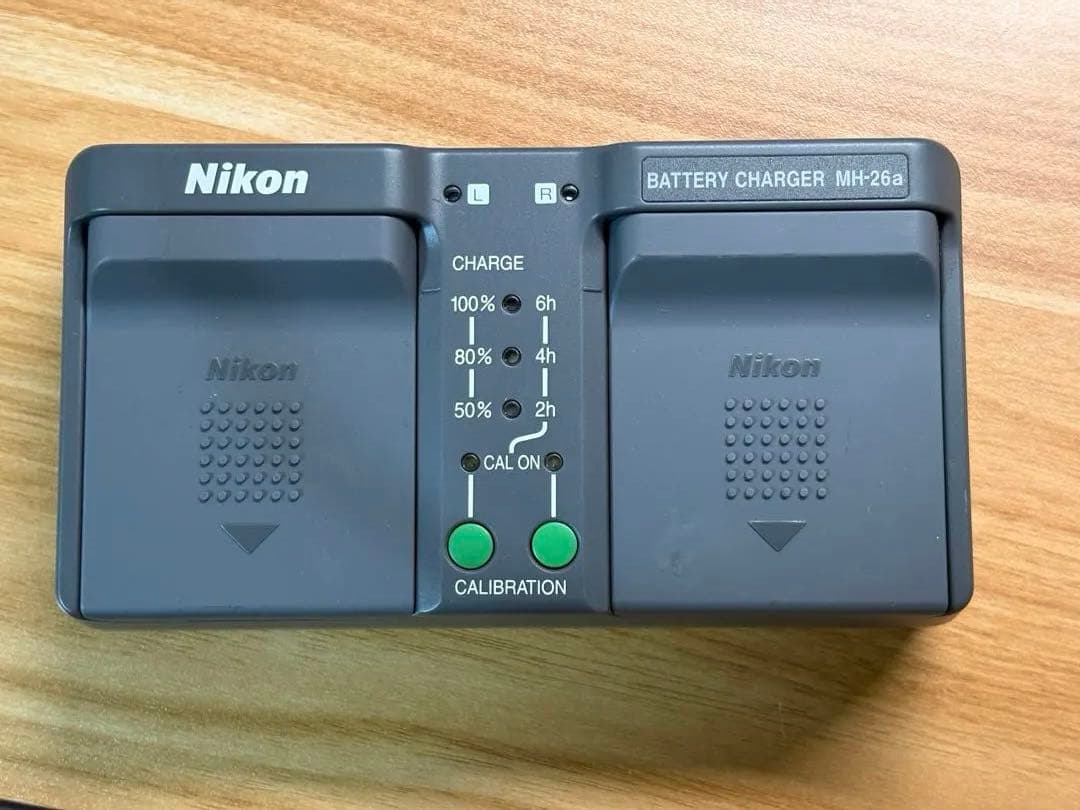 Nikon
L R
BATTERY CHARGER MH-26a
CHARGE
100% 6h
80% 4h
50% 2h
CAL ON
CALIBRATION
Nikon
Nikon